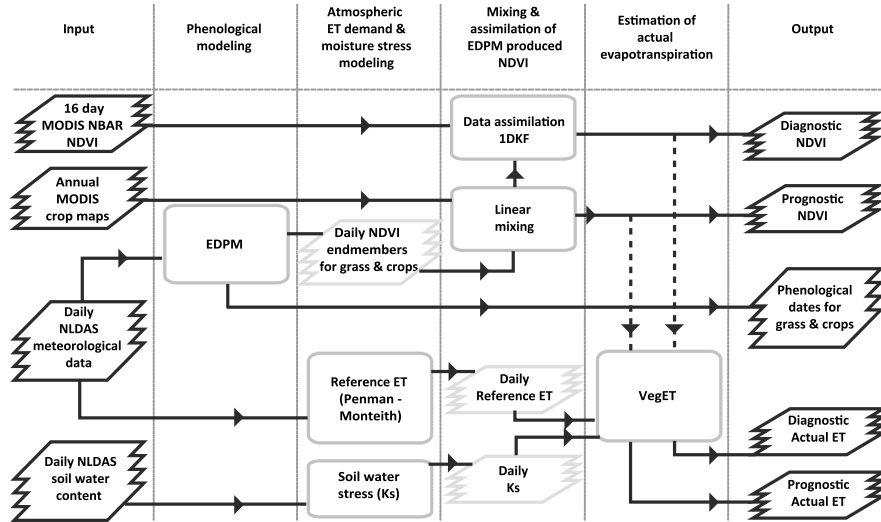 Input
Phenological
modeling
Atmospheric
ET demand &
moisture stress
modeling
Mixing &
assimilation of
EDPM produced
NDVI
Estimation of
actual
evapotranspiration
Output
16 day
MODIS NBAR
NDVI
Data assimilation
1DKF
Diagnostic
NDVI
Annual
MODIS
crop maps
Linear
mixing
Prognostic
NDVI
EDPM
Daily NDVI
endmembers
for grass & crops
Daily
NLDAS
meteorological
data
Phenological
dates for
grass & crops
Reference ET
(Penman -
Monteith)
Daily
Reference ET
VegET
Diagnostic
Actual ET
Daily NLDAS
soil water
content
Soil water
stress (Ks)
Daily
Ks
Prognostic
Actual ET